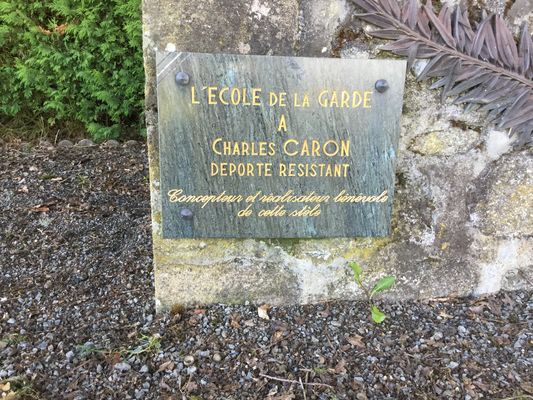 L'ECOLE DE LA GARDE
A
CHARLES CARON
DEPORTE RESISTANT
Concepteur et réalisateur bénévole
de cette stèle